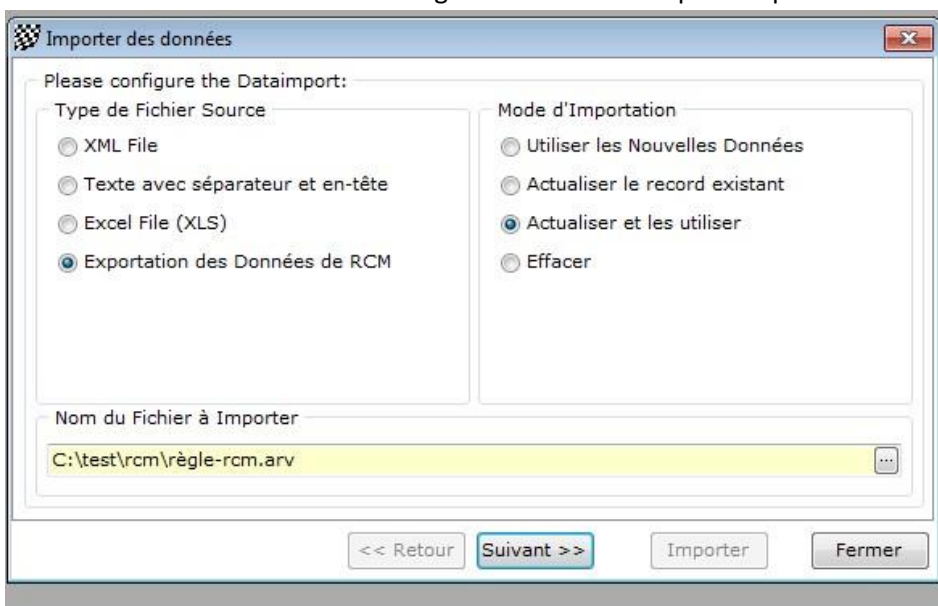 Importer des données
Please configure the Dataimport:
Type de Fichier Source
XML File
Texte avec séparateur et en-tête
Excel File (XLS)
Exportation des Données de RCM
Mode d'Importation
Utiliser les Nouvelles Données
Actualiser le record existant
Actualiser et les utiliser
Effacer
Nom du Fichier à Importer
C:\test\rcm\règle-rcm.arv
...
<< Retour Suivant >> Importer Fermer